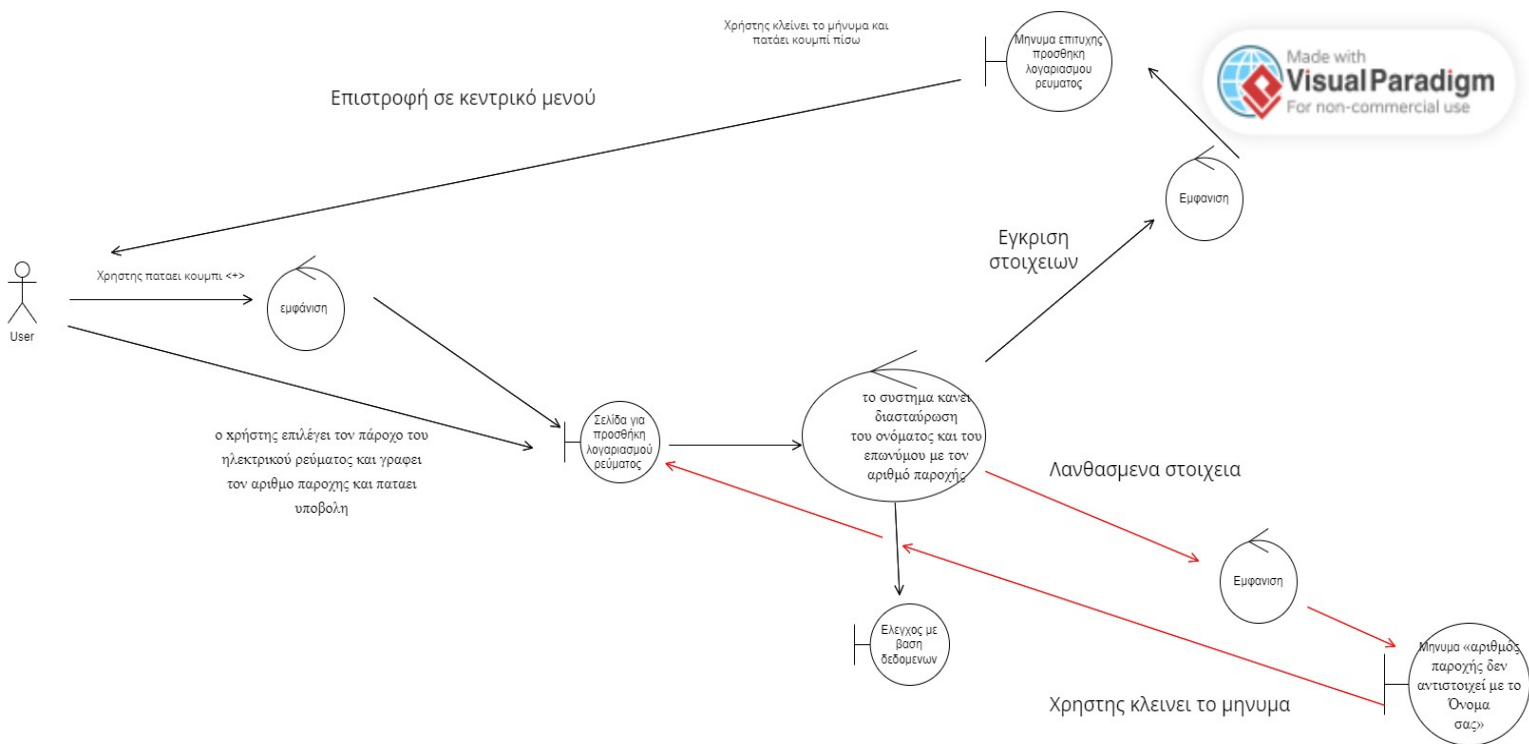 Χρήστης κλείνει το μήνυμα και
πατάει κουμπί πίσω
Μηνυμα επιτυχης
προσθηκη
λογαριασμου
ρευματος
Made with
Visual Paradigm
For non-commercial use
Επιστροφή σε κεντρικό μενού
Εμφανιση
Εγκριση
στοιχειων
Χρηστης παταει κουμπι <+>
εμφάνιση
User
Σελίδα για
προσθήκη
λογαριασμού
ρεύματος
το συστημα κανει
διασταύρωση
του ονόματος και του
επωνύμου με τον
αριθμό παροχής
ο χρήστης επιλέγει τον πάροχο του
ηλεκτρικού ρεύματος και γραφει
τον αριθμο παροχης και παταει
υποβολη
Λανθασμενα στοιχεια
Εμφανιση
Ελεγχος με
βαση
δεδομενων
Μηνυμα «αριθμός
παροχής δεν
αντιστοιχεί με το
Όνομα
σας»
Χρηστης κλεινει το μηνυμα